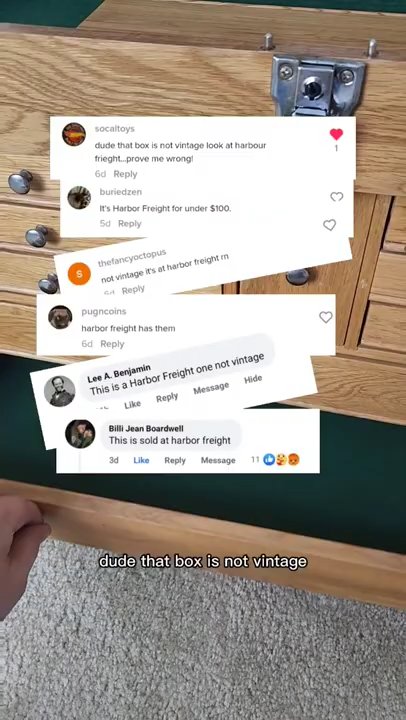 socaltoys
dude that box is not vintage look at harbour
frieght...prove me wrong!
1
6d Reply
buriedzen
It's Harbor Freight for under $100.
5d Reply
thefancyoctopus
S
not vintage it's at harbor freight rn
6d Reply
pugncoins
harbor freight has them
6d Reply
Lee A. Benjamin
This is a Harbor Freight one not vintage
Like Reply Message Hide
Billi Jean Boardwell
This is sold at harbor freight
3d Like Reply Message 11
dude that box is not vintage